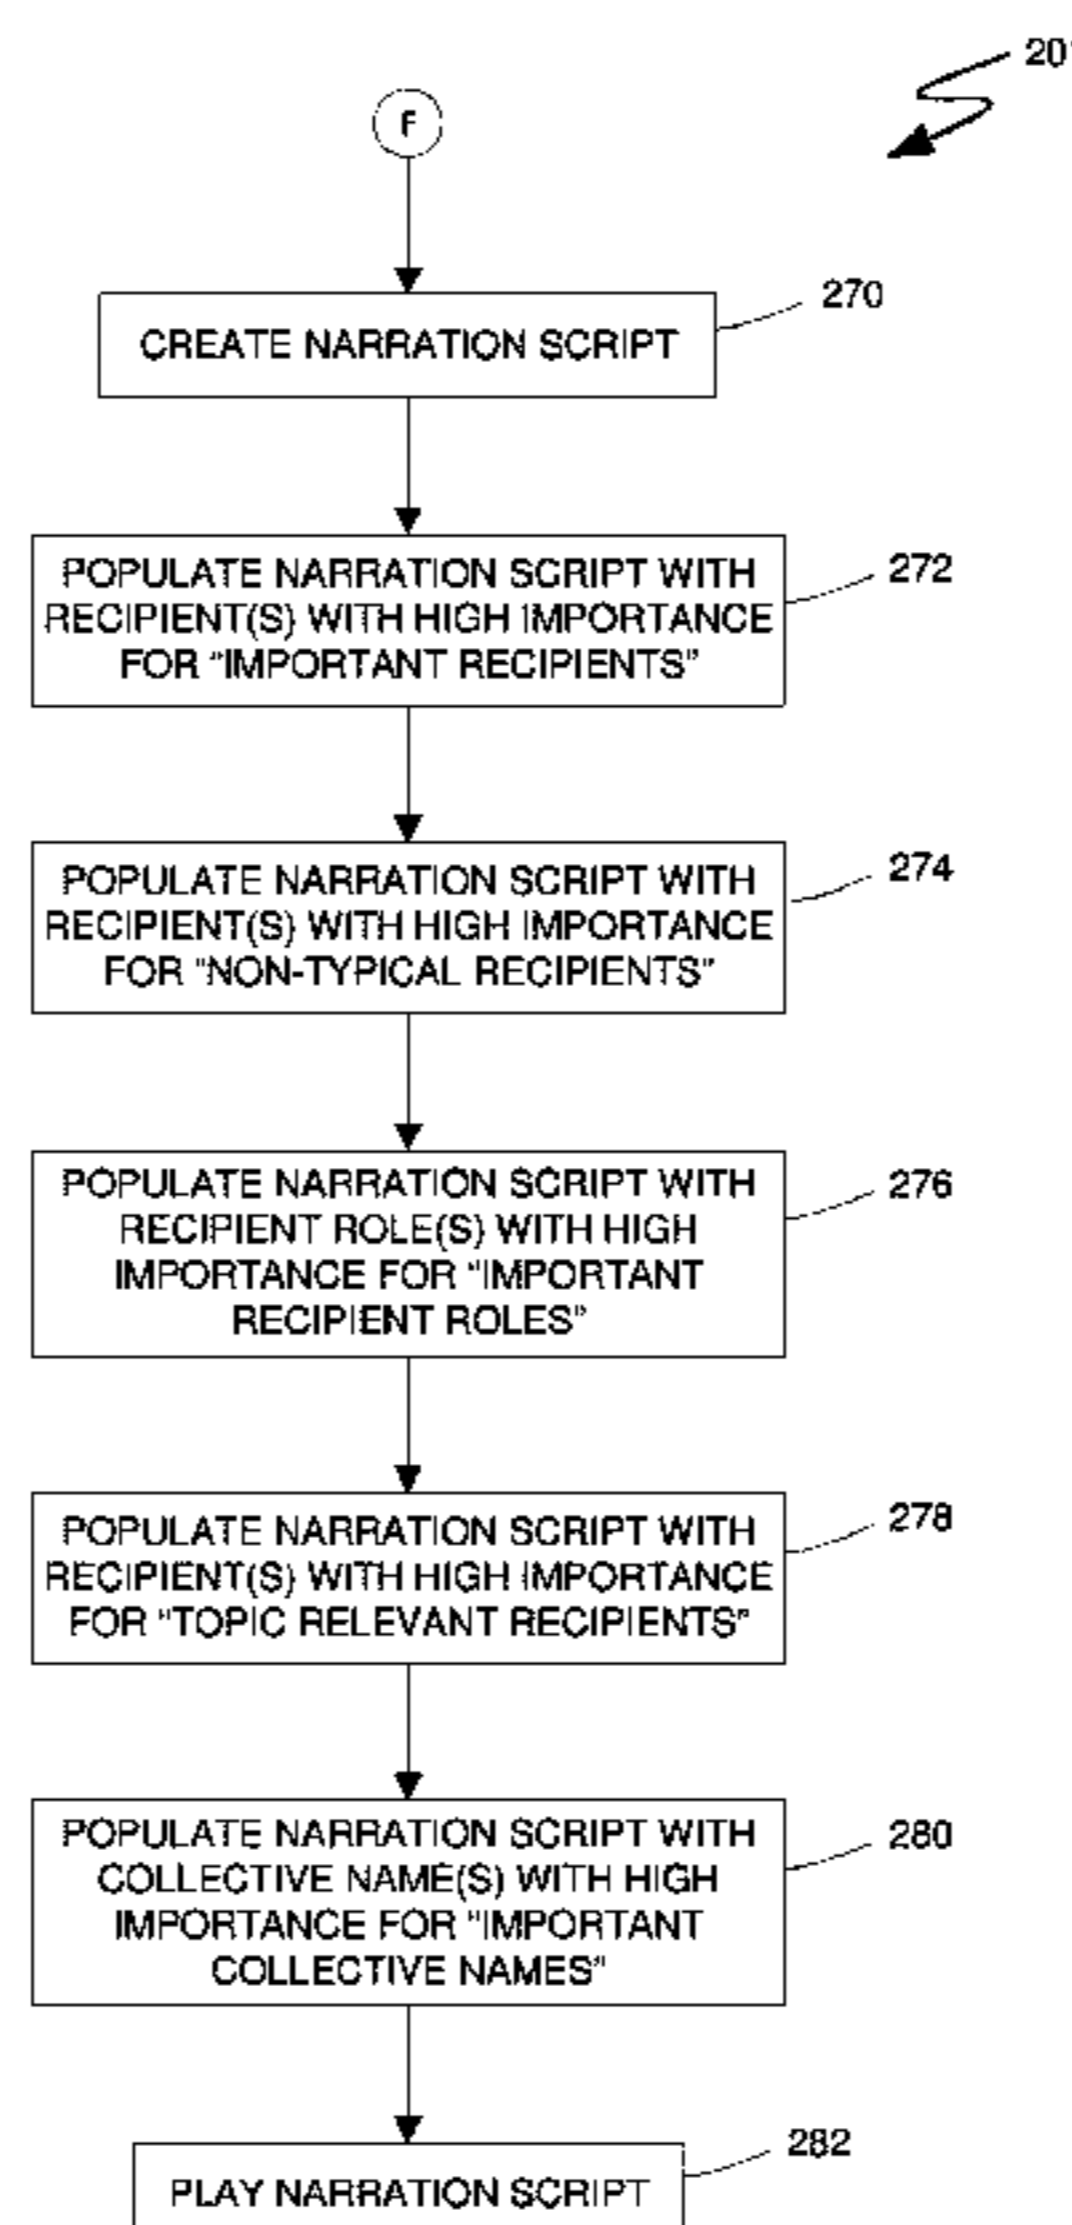 20
F
270
CREATE NARRATION SCRIPT
272
POPULATE NARRATION SCRIPT WITH
RECIPIENT(S) WITH HIGH IMPORTANCE
FOR "IMPORTANT RECIPIENTS"
274
POPULATE NARRATION SCRIPT WITH
RECIPIENT(S) WITH HIGH IMPORTANCE
FOR "NON-TYPICAL RECIPIENTS"
276
POPULATE NARRATION SCRIPT WITH
RECIPIENT ROLE(S) WITH HIGH
IMPORTANCE FOR "IMPORTANT
RECIPIENT ROLES"
278
POPULATE NARRATION SCRIPT WITH
RECIPIENT(S) WITH HIGH IMPORTANCE
FOR "TOPIC RELEVANT RECIPIENTS"
280
POPULATE NARRATION SCRIPT WITH
COLLECTIVE NAME(S) WITH HIGH
IMPORTANCE FOR "IMPORTANT
COLLECTIVE NAMES"
282
PLAY NARRATION SCRIPT